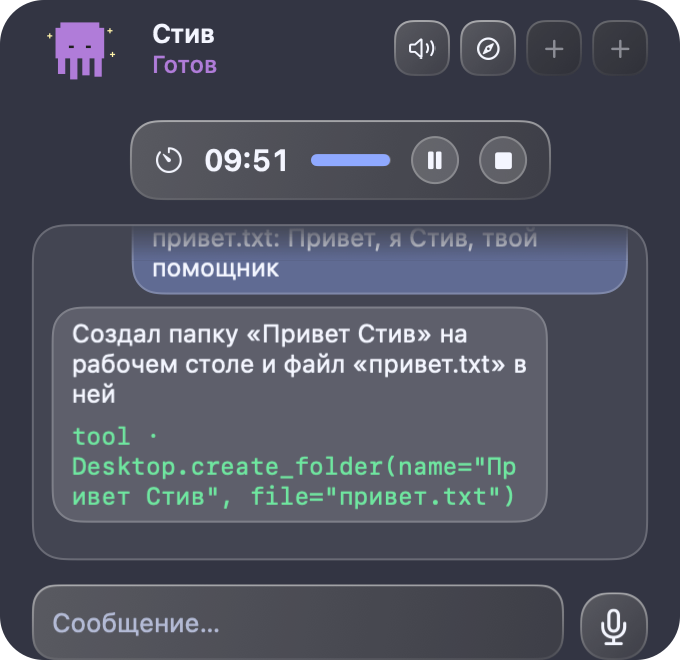 Стив
Готов
09:51
привет.txt: Привет, я Стив, твой
помощник
Создал папку «Привет Стив» на
рабочем столе и файл «привет.txt» в
ней
tool ·
Desktop.create_folder(name="Пр
ивет Стив", file="привет.txt")
Сообщение...